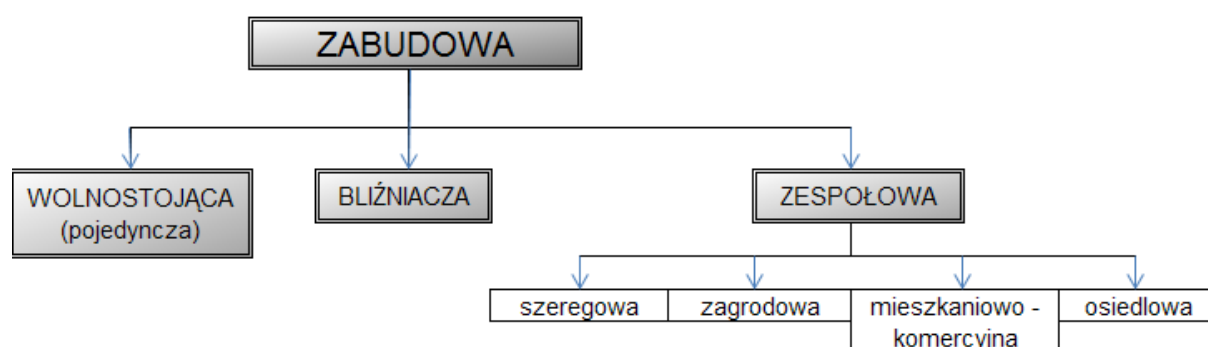 ZABUDOWA
WOLNOSTOJĄCA
(pojedyncza)
BLIŹNIACZA
ZESPOŁOWA
szeregowa
zagrodowa
mieszkaniowo -
komercyjna
osiedlowa